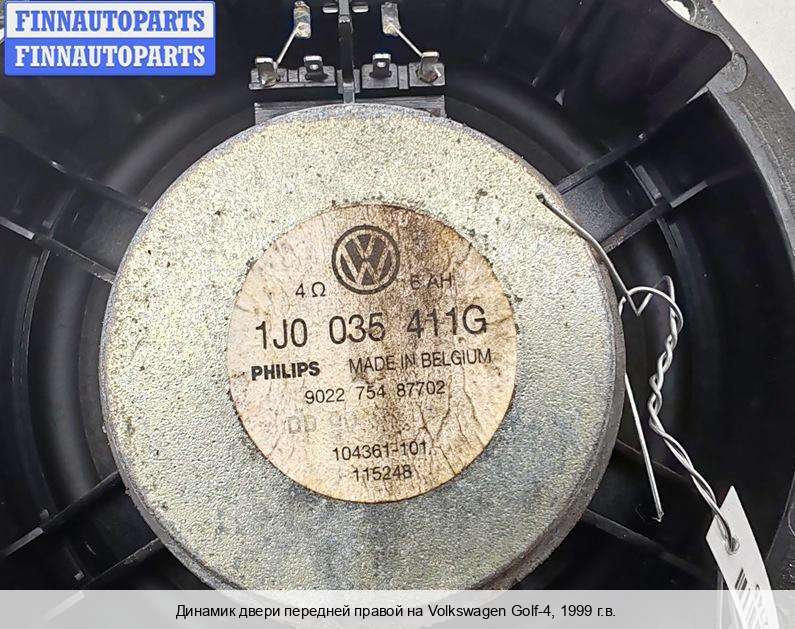 FINNAUTOPARTS
FINNAUTOPARTS
4 Ω 6 AH
1J0 035 411G
PHILIPS MADE IN BELGIUM
9022 754 87702
104361-101
115248
Динамик двери передней правой на Volkswagen Golf-4, 1999 г.в.